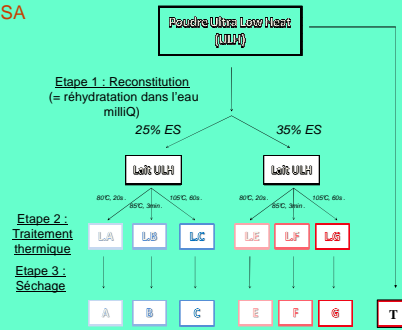 SA
Poudre Ultra Low Heat
(ULH)
Etape 1 : Reconstitution
(= réhydratation dans l'eau
milliQ)
25% ES
35% ES
Lait ULH
Lait ULH
80°C, 20s.
85°C, 3min.
105°C, 60s.
80°C, 20s.
85°C, 3min.
105°C, 60s.
Etape 2 :
Traitement
thermique
LA
LB
LC
LE
LF
LG
Etape 3 :
Séchage
A
B
C
E
F
G
T